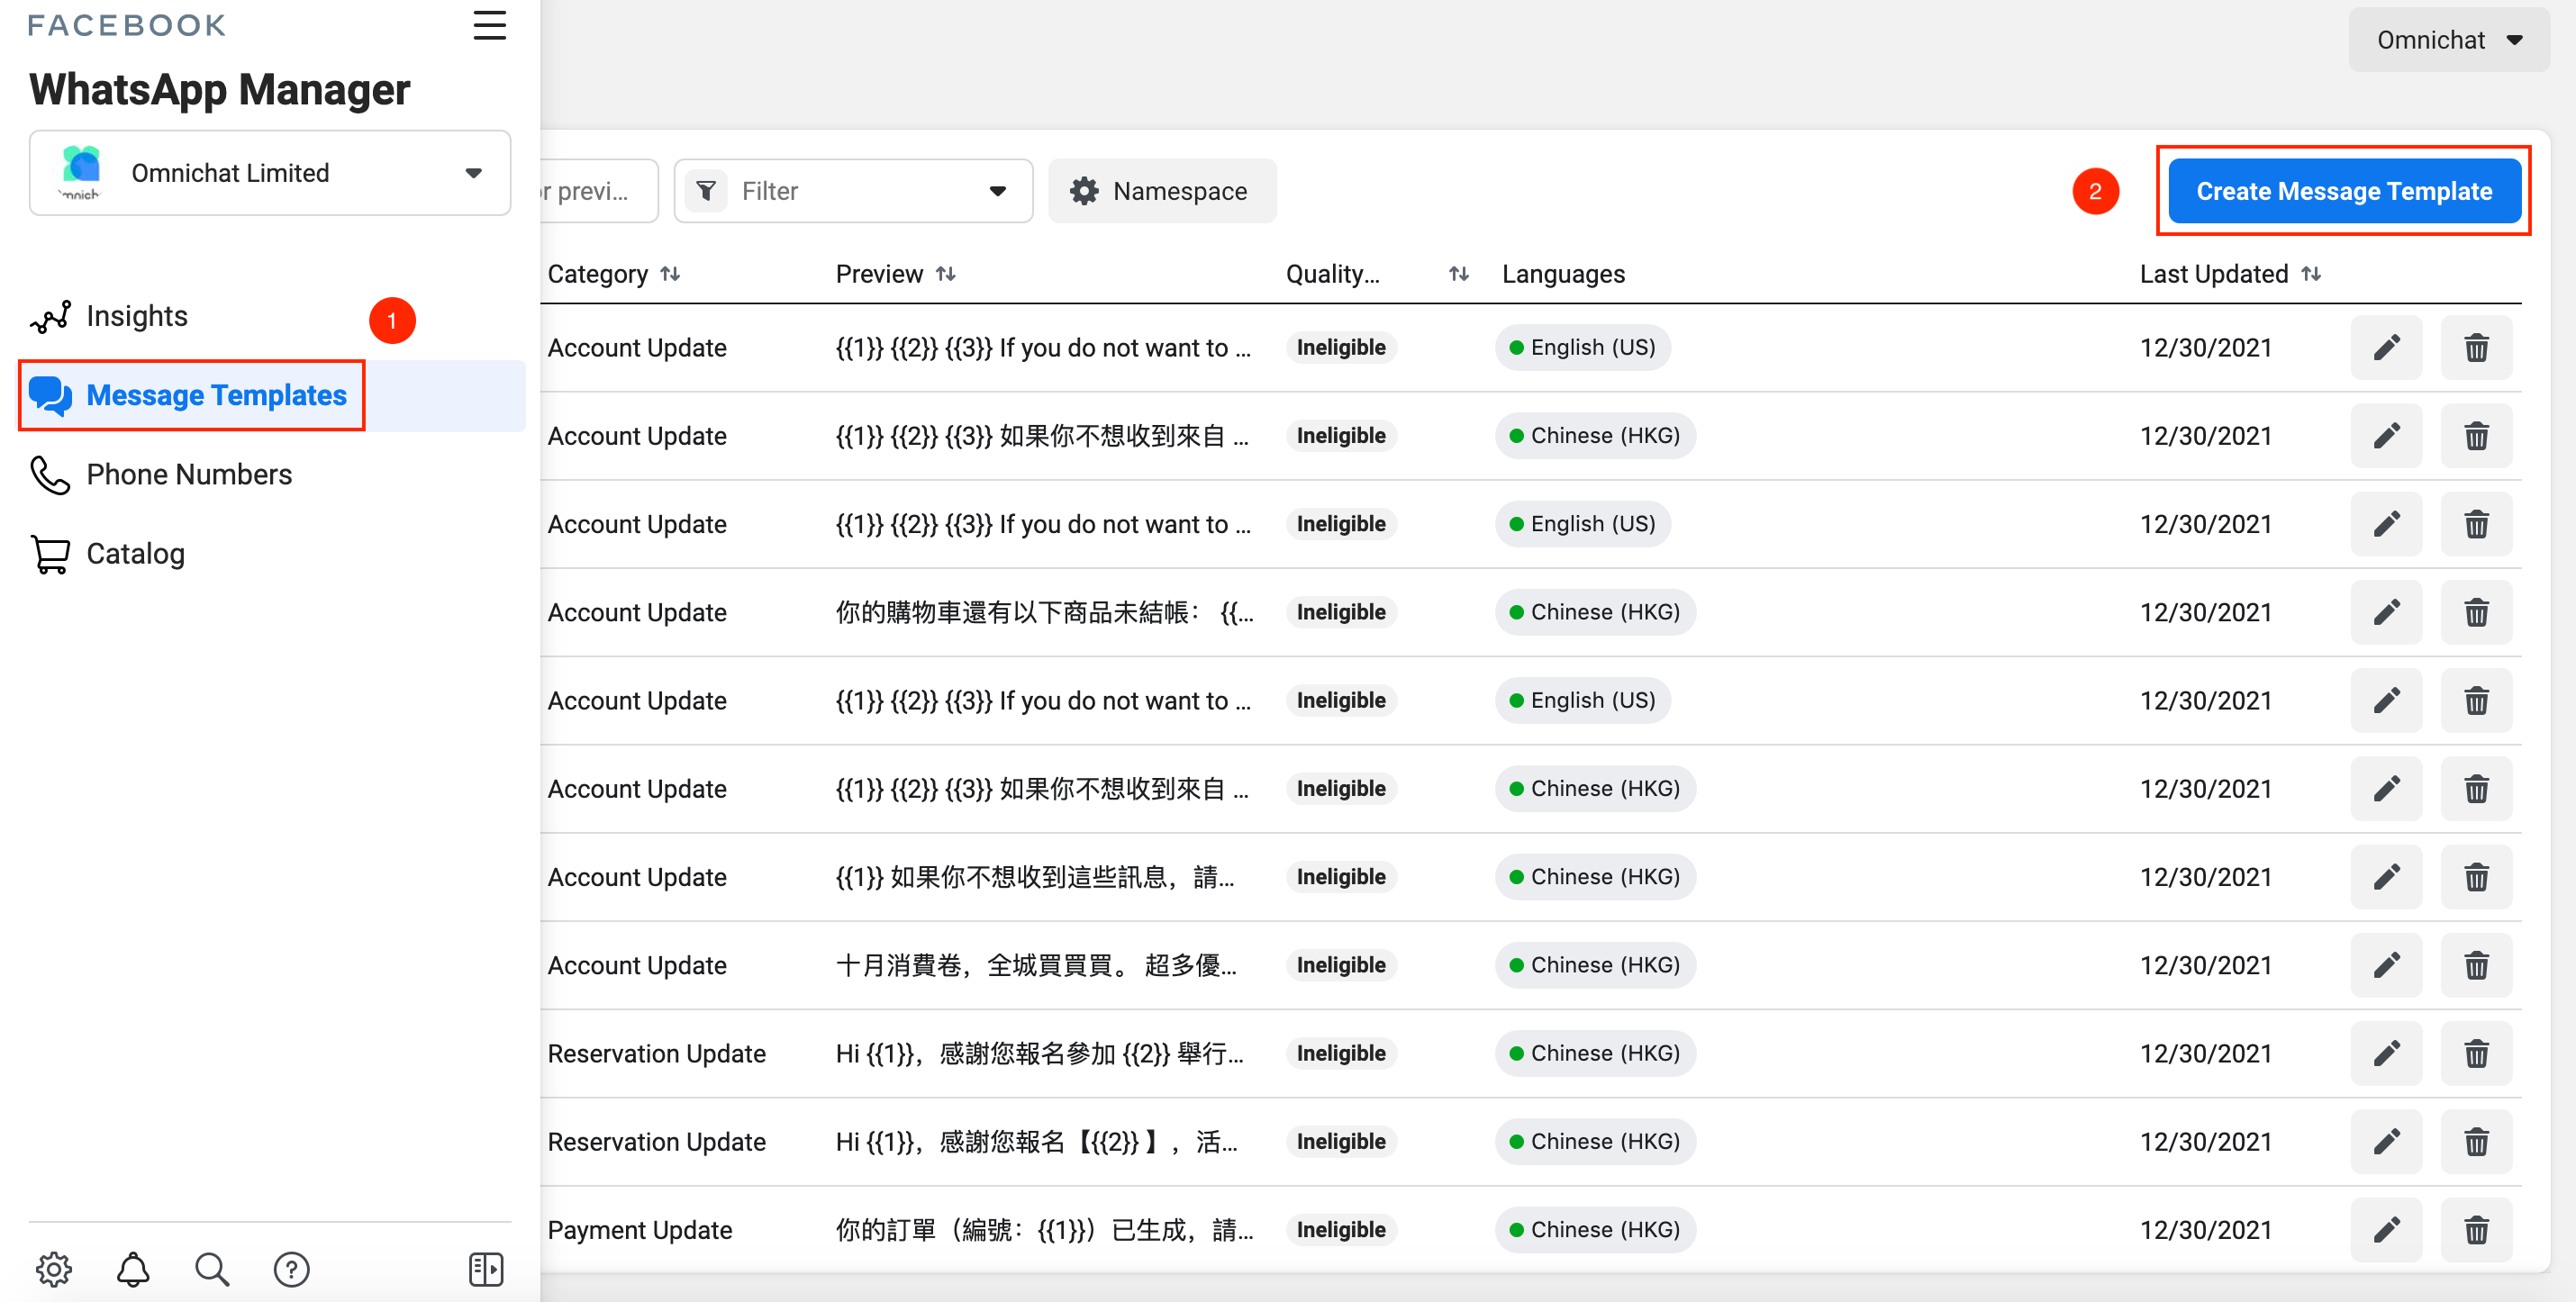 FACEBOOK
WhatsApp Manager
Omnichat Limited
Insights
1
Message Templates
Phone Numbers
Catalog
Omnichat
or previ...
Filter
Namespace
2
Create Message Template
Category Preview Quality... Languages Last Updated
Account Update {{1}} {{2}} {{3}} If you do not want to ... Ineligible English (US) 12/30/2021
Account Update {{1}} {{2}} {{3}} 如果你不想收到來自 ... Ineligible Chinese (HKG) 12/30/2021
Account Update {{1}} {{2}} {{3}} If you do not want to ... Ineligible English (US) 12/30/2021
Account Update 你的購物車還有以下商品未結帳： {{... Ineligible Chinese (HKG) 12/30/2021
Account Update {{1}} {{2}} {{3}} If you do not want to ... Ineligible English (US) 12/30/2021
Account Update {{1}} {{2}} {{3}} 如果你不想收到來自 ... Ineligible Chinese (HKG) 12/30/2021
Account Update {{1}} 如果你不想收到這些訊息，請... Ineligible Chinese (HKG) 12/30/2021
Account Update 十月消費卷，全城買買買。 超多優... Ineligible Chinese (HKG) 12/30/2021
Reservation Update Hi {{1}}，感謝您報名參加 {{2}} 舉行... Ineligible Chinese (HKG) 12/30/2021
Reservation Update Hi {{1}}，感謝您報名【{{2}} 】，活... Ineligible Chinese (HKG) 12/30/2021
Payment Update 你的訂單（編號：{{1}}）已生成，請... Ineligible Chinese (HKG) 12/30/2021